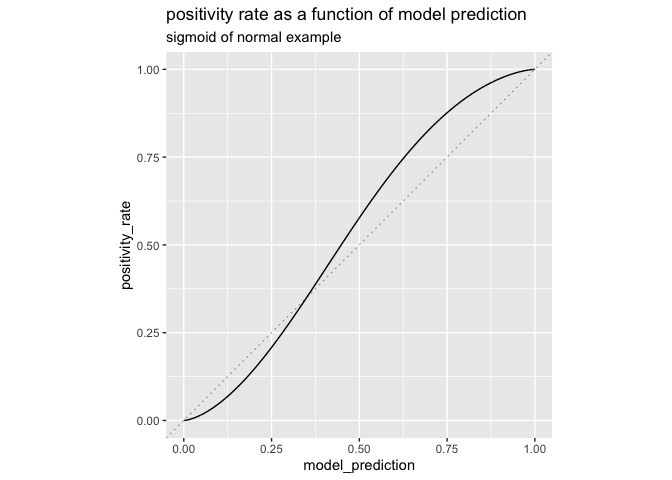 positivity rate as a function of model prediction
sigmoid of normal example
1.00
0.75
0.50
0.25
0.00
positivity_rate
0.00 0.25 0.50 0.75 1.00
model_prediction